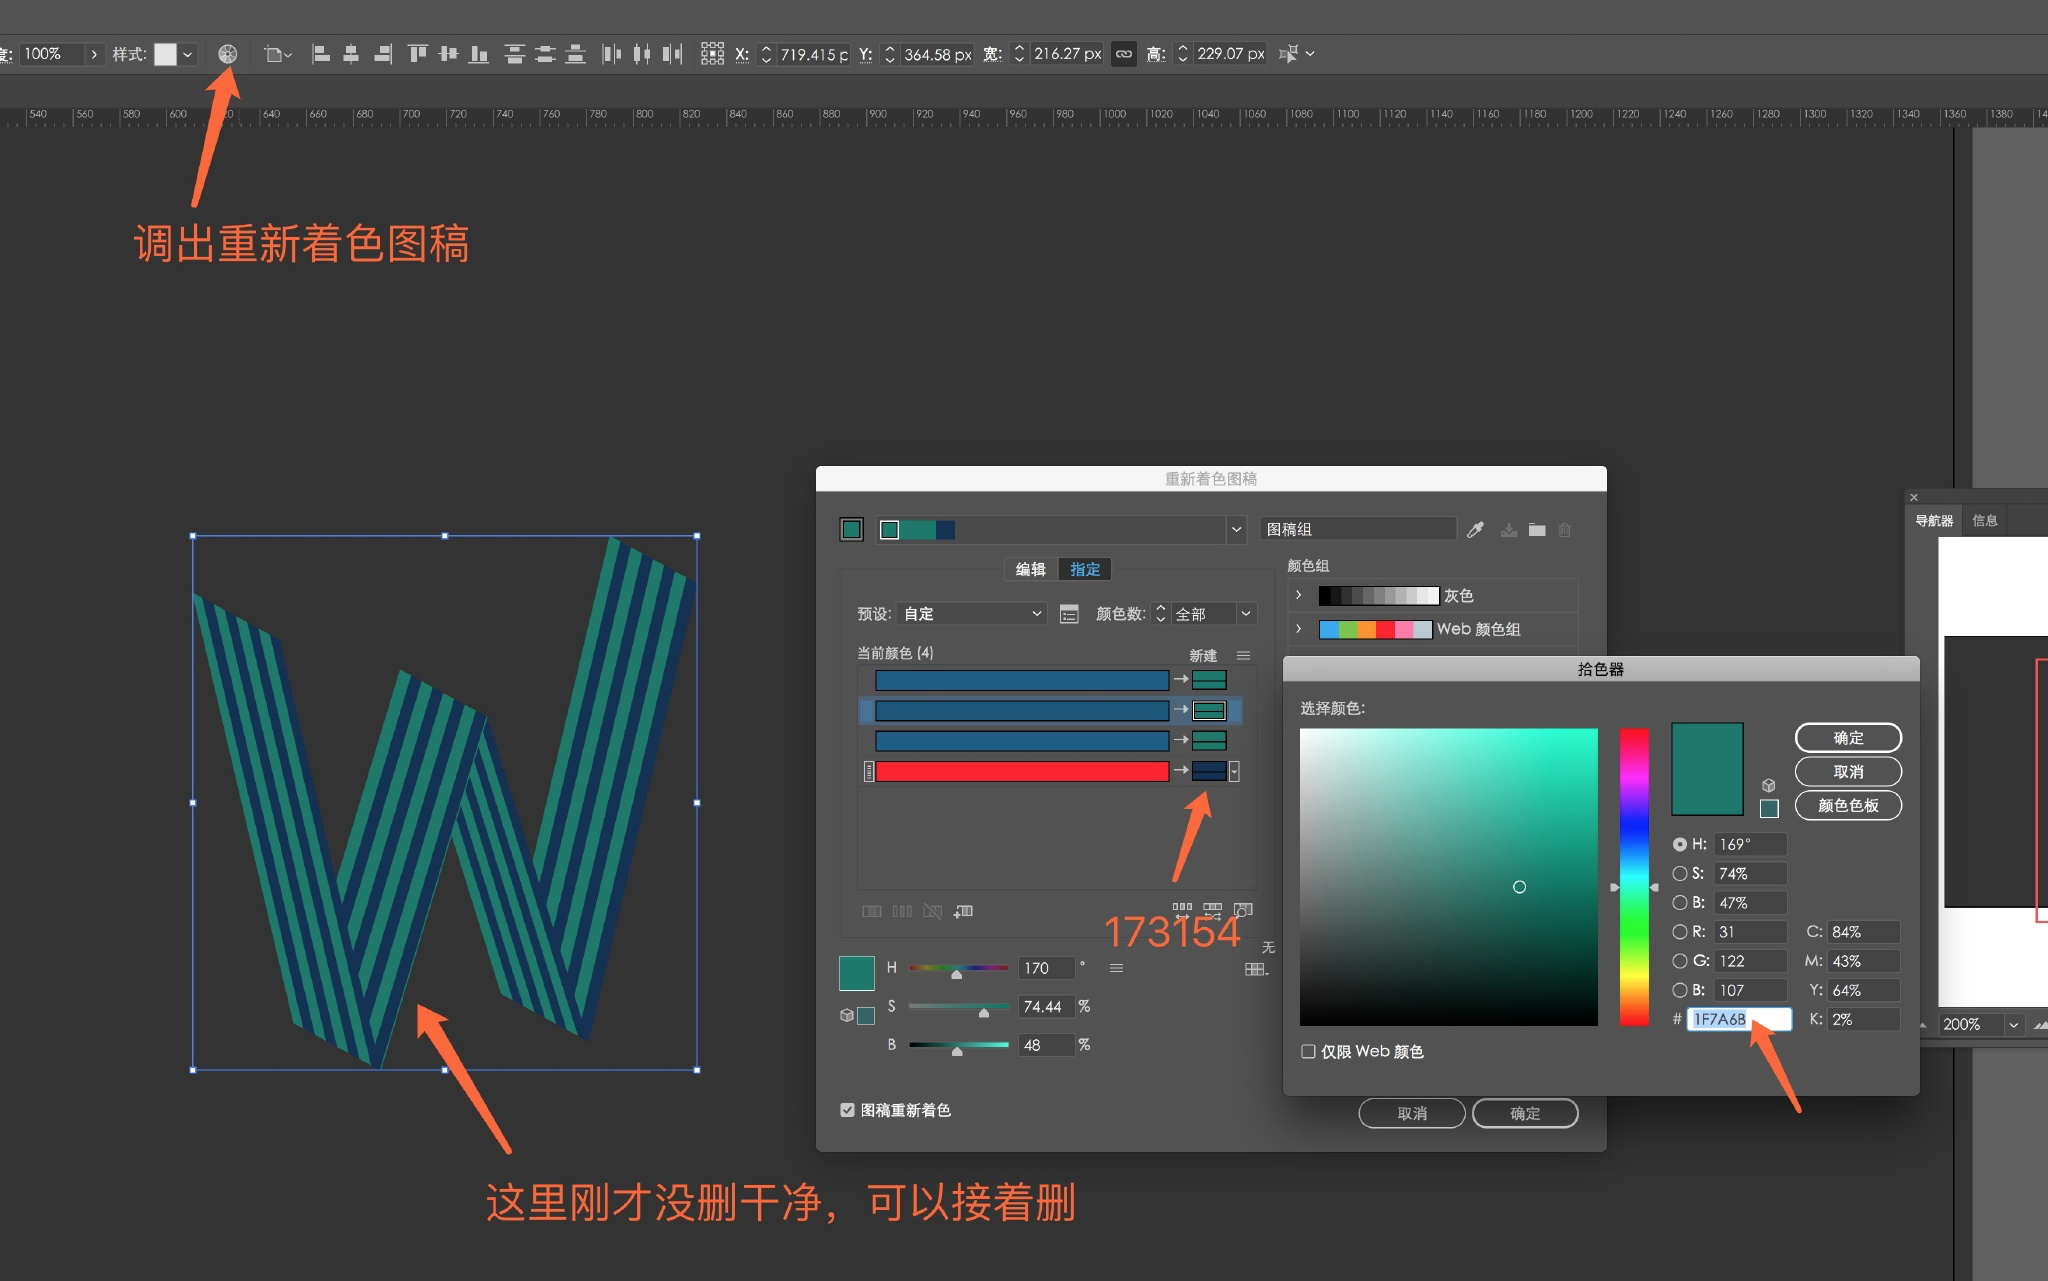 度: 100% 样式: X: 719.415 p Y: 364.58 px 宽: 216.27 px 高: 229.07 px
540 560 580 600 20 640 660 680 700 720 740 760 780 800 820 840 860 880 900 920 940 960 980 1000 1020 1040 1060 1080 1100 1120 1140 1160 1180 1200 1220 1240 1260 1280 1300 1320 1340 1360 1380 14
调出重新着色图稿
重新着色图稿
图稿组
导航器 信息
编辑 指定
颜色组
预设: 自定 颜色数: 全部
灰色
Web 颜色组
当前颜色 (4) 新建
拾色器
选择颜色:
确定
取消
颜色色板
H: 169°
S: 74%
B: 47%
R: 31 C: 84%
G: 122 M: 43%
B: 107 Y: 64%
# 1F7A6B K: 2%
仅限 Web 颜色
173154
无
H 170 °
S 74.44 %
B 48 %
200%
图稿重新着色
取消 确定
这里刚才没删干净，可以接着删